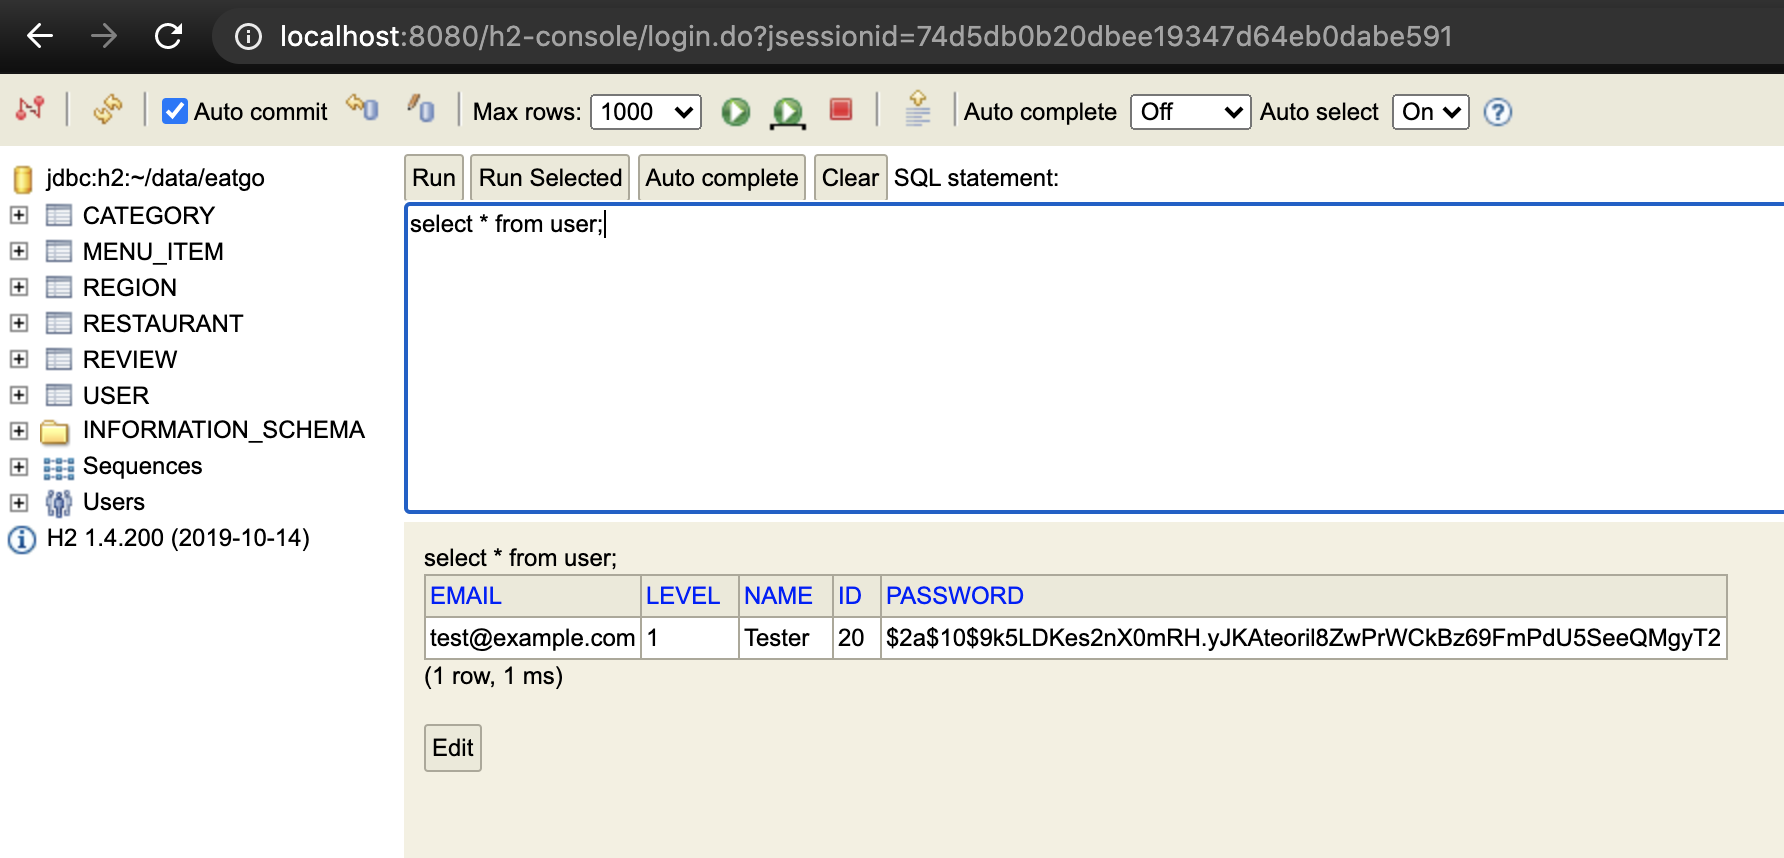 localhost:8080/h2-console/login.do?jsessionid=74d5db0b20dbee19347d64eb0dabe591
Auto commit Max rows: 1000 Auto complete Off Auto select On
jdbc:h2:~/data/eatgo
CATEGORY
MENU_ITEM
REGION
RESTAURANT
REVIEW
USER
INFORMATION_SCHEMA
Sequences
Users
H2 1.4.200 (2019-10-14)
Run Run Selected Auto complete Clear SQL statement:
select * from user;
select * from user;
EMAIL LEVEL NAME ID PASSWORD
test@example.com 1 Tester 20 $2a$10$9k5LDKes2nX0mRH.yJKAteoril8ZwPrWCkBz69FmPdU5SeeQMgyT2
(1 row, 1 ms)
Edit